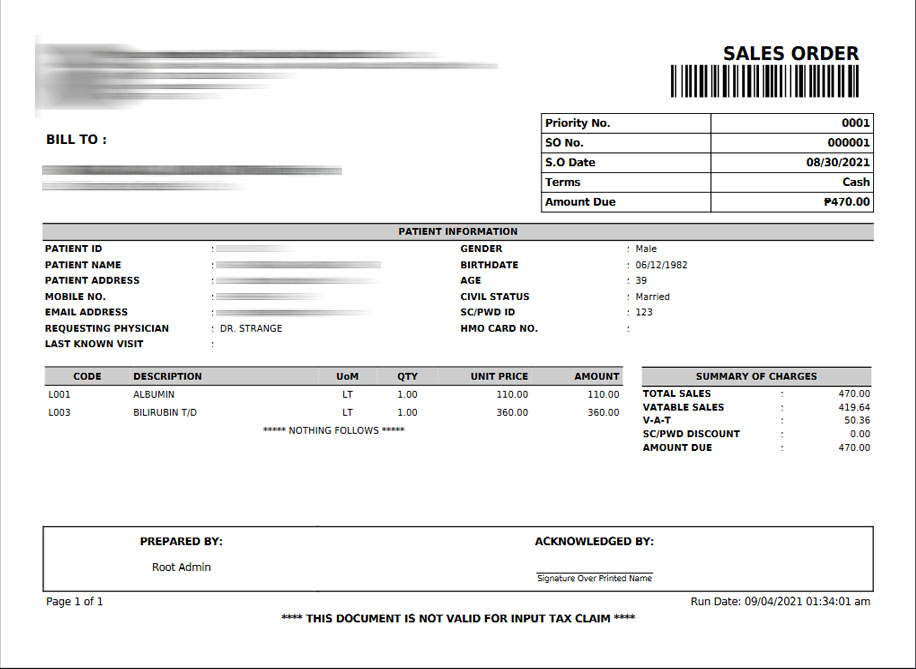 SALES ORDER
BILL TO :
Priority No. 0001
SO No. 000001
S.O Date 08/30/2021
Terms Cash
Amount Due ₱470.00
PATIENT INFORMATION
PATIENT ID : GENDER : Male
PATIENT NAME : BIRTHDATE : 06/12/1982
PATIENT ADDRESS : AGE : 39
MOBILE NO. : CIVIL STATUS : Married
EMAIL ADDRESS : SC/PWD ID : 123
REQUESTING PHYSICIAN : DR. STRANGE HMO CARD NO. :
LAST KNOWN VISIT :
CODE DESCRIPTION UoM QTY UNIT PRICE AMOUNT
L001 ALBUMIN LT 1.00 110.00 110.00
L003 BILIRUBIN T/D LT 1.00 360.00 360.00
***** NOTHING FOLLOWS *****
SUMMARY OF CHARGES
TOTAL SALES : 470.00
VATABLE SALES : 419.64
V-A-T : 50.36
SC/PWD DISCOUNT : 0.00
AMOUNT DUE : 470.00
PREPARED BY: ACKNOWLEDGED BY:
Root Admin
Signature Over Printed Name
Page 1 of 1 Run Date: 09/04/2021 01:34:01 am
**** THIS DOCUMENT IS NOT VALID FOR INPUT TAX CLAIM ****